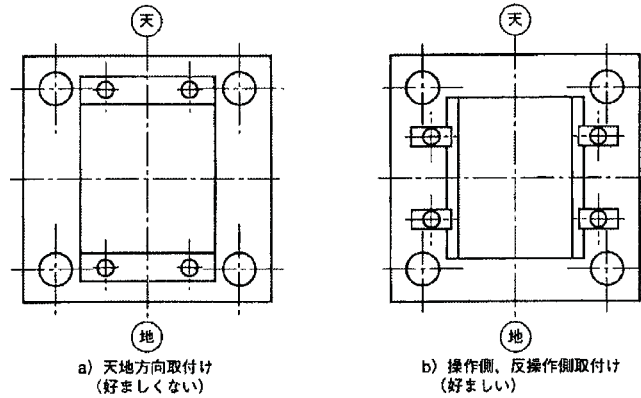 天
天
地
地
a) 天地方向取付け
(好ましくない)
b) 操作側、反操作側取付け
(好ましい)